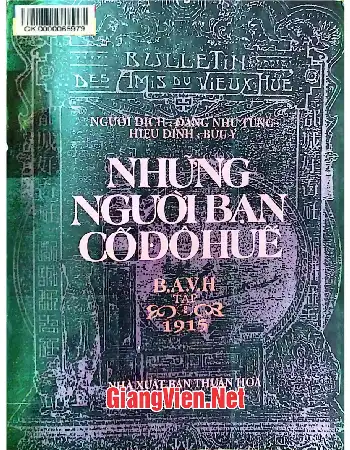 GK.0000065979
BULLETIN
DES AMIS DU VIEUX HUÉ
NGƯỜI DỊCH: ĐẶNG NHƯ TÙNG
HIỆU ĐÍNH: BỬU Ý
NHỮNG
NGƯỜI BẠN
CỐ ĐÔ HUẾ
B.A.V.H
TẬP
1915
NHÀ XUẤT BẢN THUẬN HÓA
GiangVien.Net